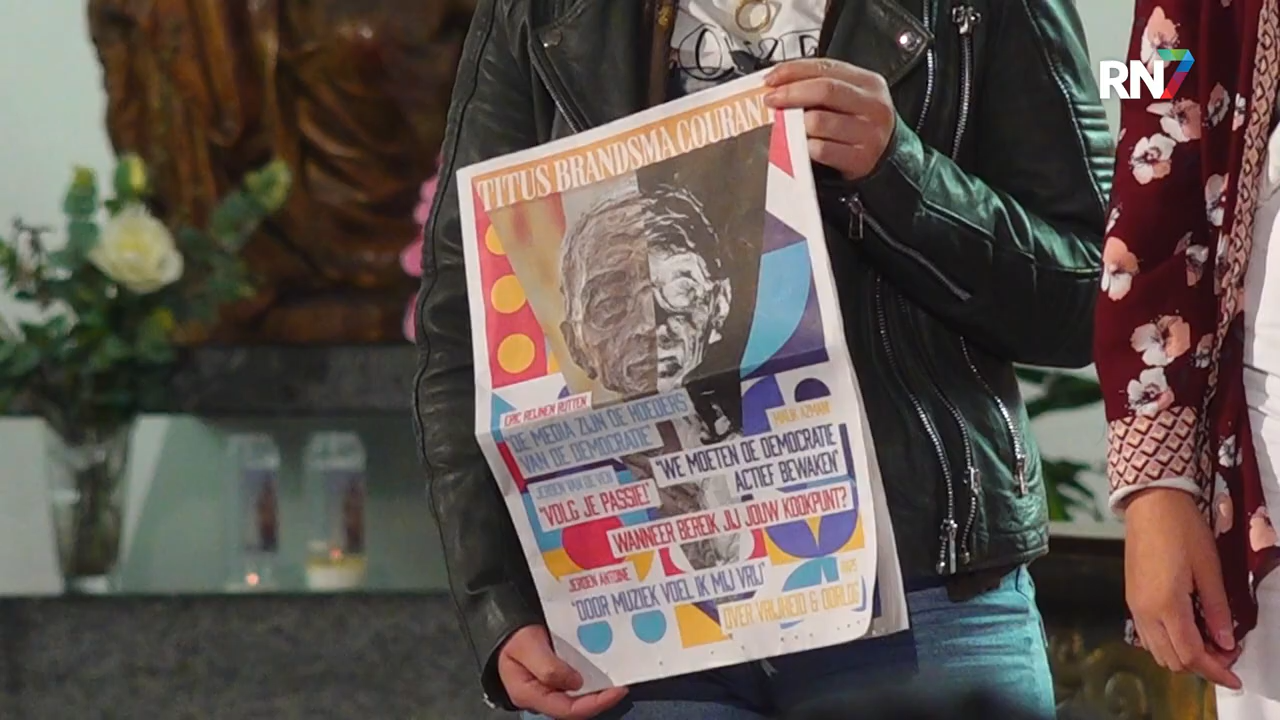 RN7
TITUS BRANDSMA COURANT
ERIC REIJNEN RUTTEN
DE MEDIA ZIJN DE HOEDERS
VAN DE DEMOCRATIE
MALIK AZMANI
'WE MOETEN DE DEMOCRATIE
ACTIEF BEWAKEN'
JEROEN VAN DE VEN
"VOLG JE PASSIE!"
WANNEER BEREIK JIJ JOUW KOOKPUNT?
JEROEN ANTOINE
"DOOR MUZIEK VOEL IK MIJ VRIJ"
OVER VRIJHEID & OORLOG